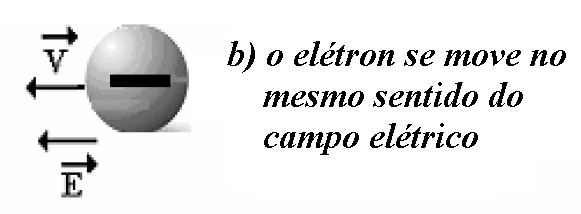 V
b) o elétron se move no
mesmo sentido do
campo elétrico
E